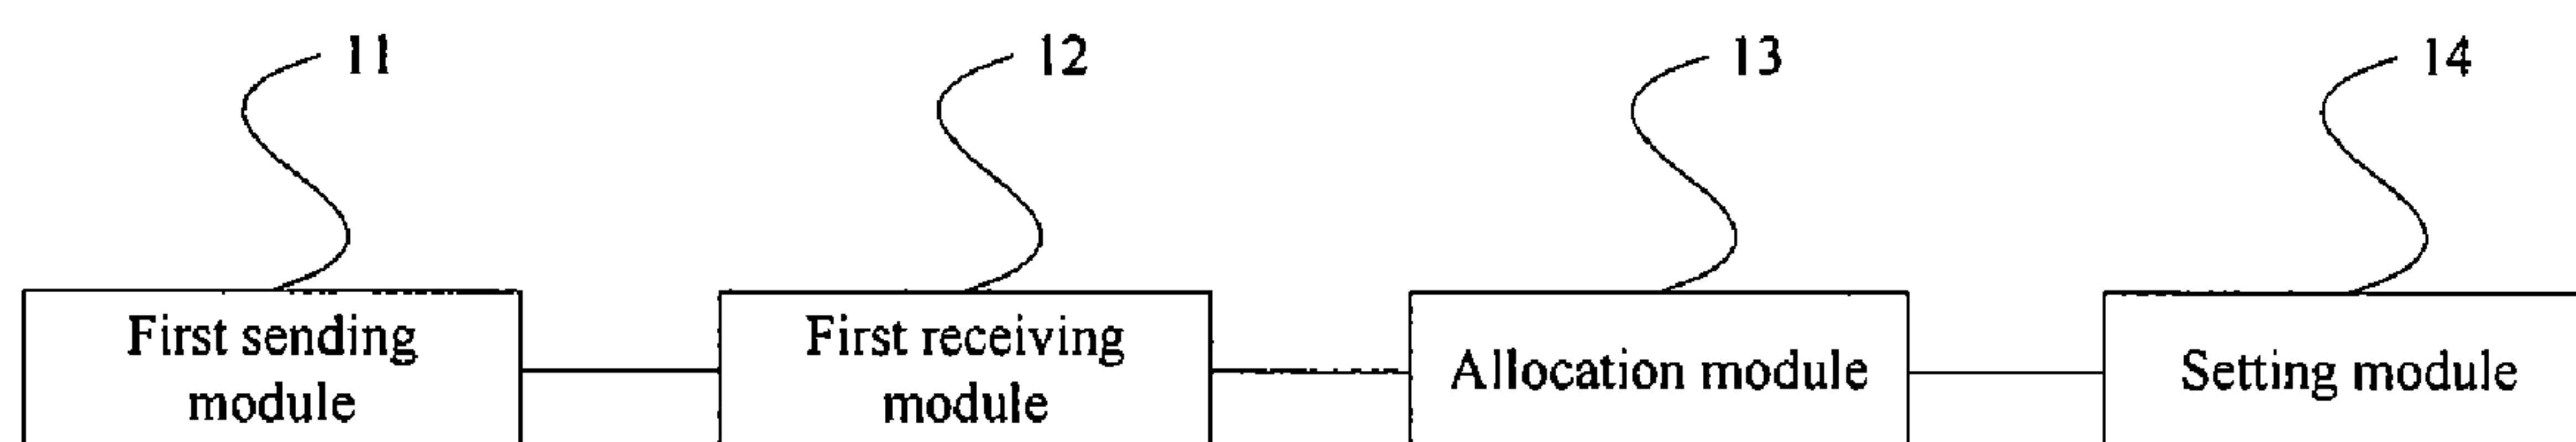 11
12
13
14
First sending
module
First receiving
module
Allocation module
Setting module